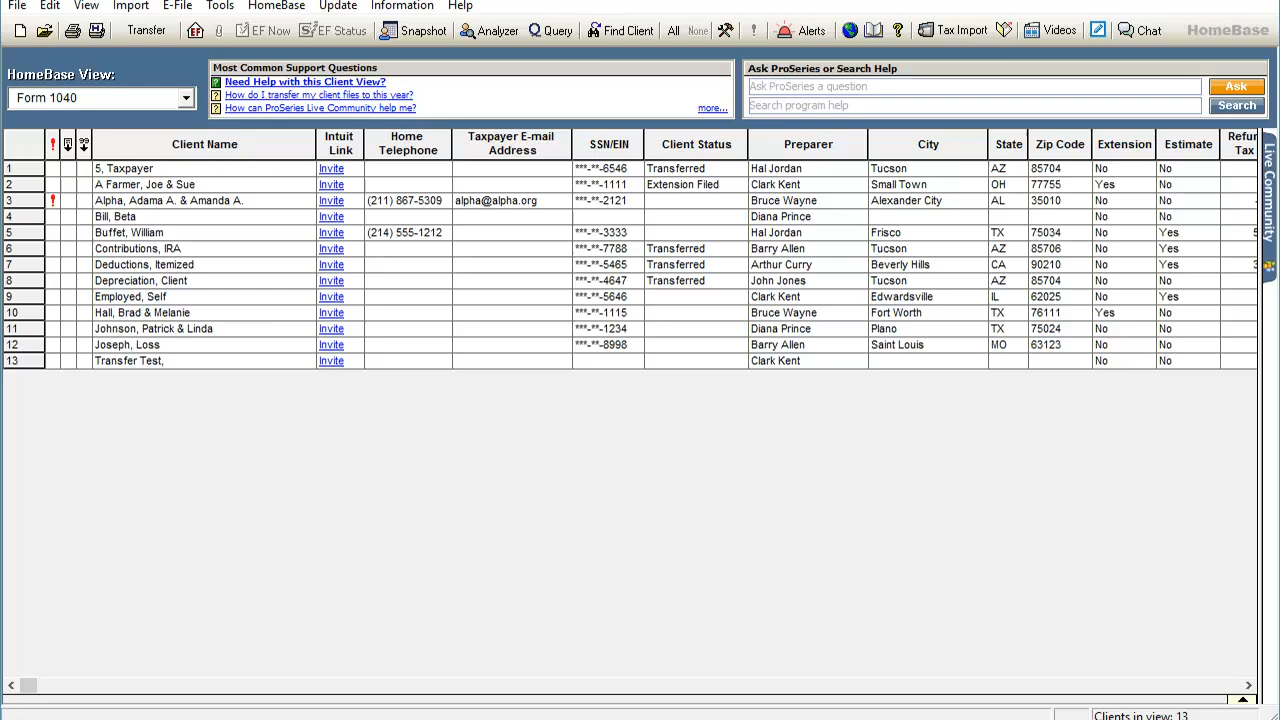 File Edit View Import E-File Tools HomeBase Update Information Help
Transfer EF Now EF Status Snapshot Analyzer Query Find Client All None ! Alerts ? Tax Import Videos Chat HomeBase
HomeBase View:
Form 1040
Most Common Support Questions
Need Help with this Client View?
How do I transfer my client files to this year?
How can ProSeries Live Community help me?
more...
Ask ProSeries or Search Help
Ask ProSeries a question Ask
Search program help Search
! Client Name Intuit Link Home Telephone Taxpayer E-mail Address SSN/EIN Client Status Preparer City State Zip Code Extension Estimate Tax
1 5, Taxpayer Invite ***-**-6546 Transferred Hal Jordan Tucson AZ 85704 No No
2 A Farmer, Joe & Sue Invite ***-**-1111 Extension Filed Clark Kent Small Town OH 77755 Yes No
3 ! Alpha, Adama A. & Amanda A. Invite (211) 867-5309 alpha@alpha.org ***-**-2121 Bruce Wayne Alexander City AL 35010 No No
4 Bill, Beta Invite Diana Prince No No
5 Buffet, William Invite (214) 555-1212 ***-**-3333 Hal Jordan Frisco TX 75034 No Yes
6 Contributions, IRA Invite ***-**-7788 Transferred Barry Allen Tucson AZ 85706 No Yes
7 Deductions, Itemized Invite ***-**-5465 Transferred Arthur Curry Beverly Hills CA 90210 No Yes
8 Depreciation, Client Invite ***-**-4647 Transferred John Jones Tucson AZ 85704 No No
9 Employed, Self Invite ***-**-5646 Clark Kent Edwardsville IL 62025 No Yes
10 Hall, Brad & Melanie Invite ***-**-1115 Bruce Wayne Fort Worth TX 76111 Yes No
11 Johnson, Patrick & Linda Invite ***-**-1234 Diana Prince Plano TX 75024 No No
12 Joseph, Loss Invite ***-**-8998 Barry Allen Saint Louis MO 63123 No No
13 Transfer Test, Invite Clark Kent No No
Live Community
Clients in view: 13